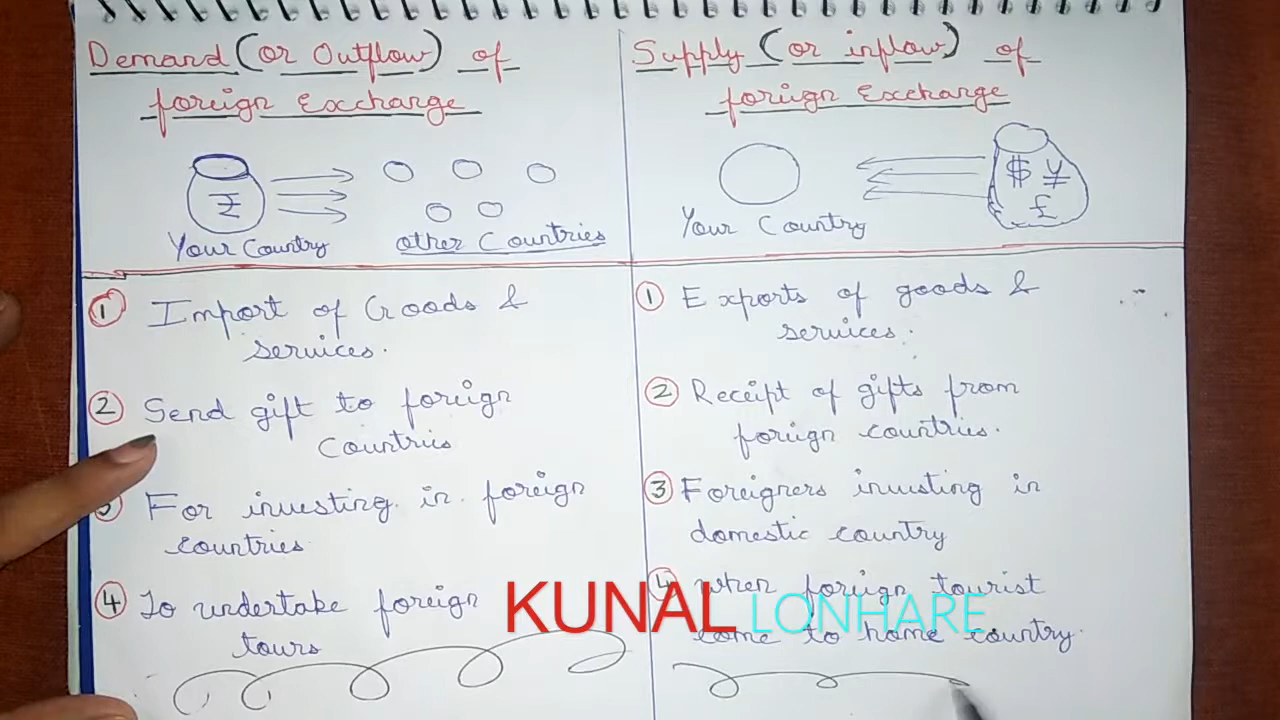 Demand (or Outflow) of
foreign Exchange
₹
Your Country
other Countries
① Import of Goods &
services.
② Send gift to foreign
Countries
3 For investing in foreign
countries
④ To undertake foreign
tours
Supply (or inflow) of
foreign Exchange
$ ¥
£
Your Country
① Exports of goods &
services.
② Receipt of gifts from
foreign countries.
③ Foreigners investing in
domestic country
④ When foreign tourist
come to home country.
KUNAL LONHARE